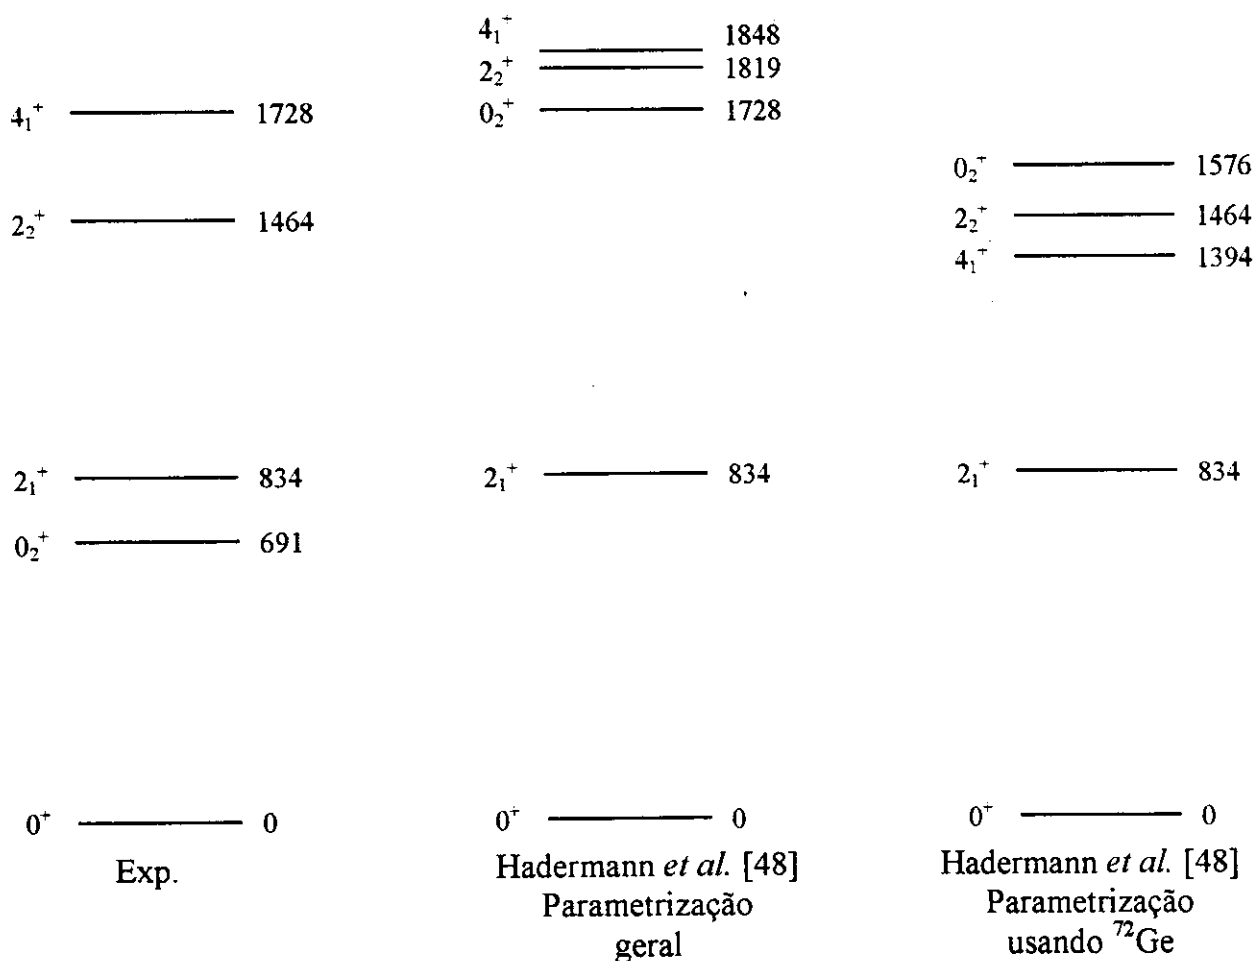 4₁⁺ 1728
2₂⁺ 1464
2₁⁺ 834
0₂⁺ 691
0⁺ 0
Exp.
4₁⁺ 1848
2₂⁺ 1819
0₂⁺ 1728
2₁⁺ 834
0⁺ 0
Hadermann et al. [48]
Parametrização
geral
0₂⁺ 1576
2₂⁺ 1464
4₁⁺ 1394
2₁⁺ 834
0⁺ 0
Hadermann et al. [48]
Parametrização
usando ⁷²Ge